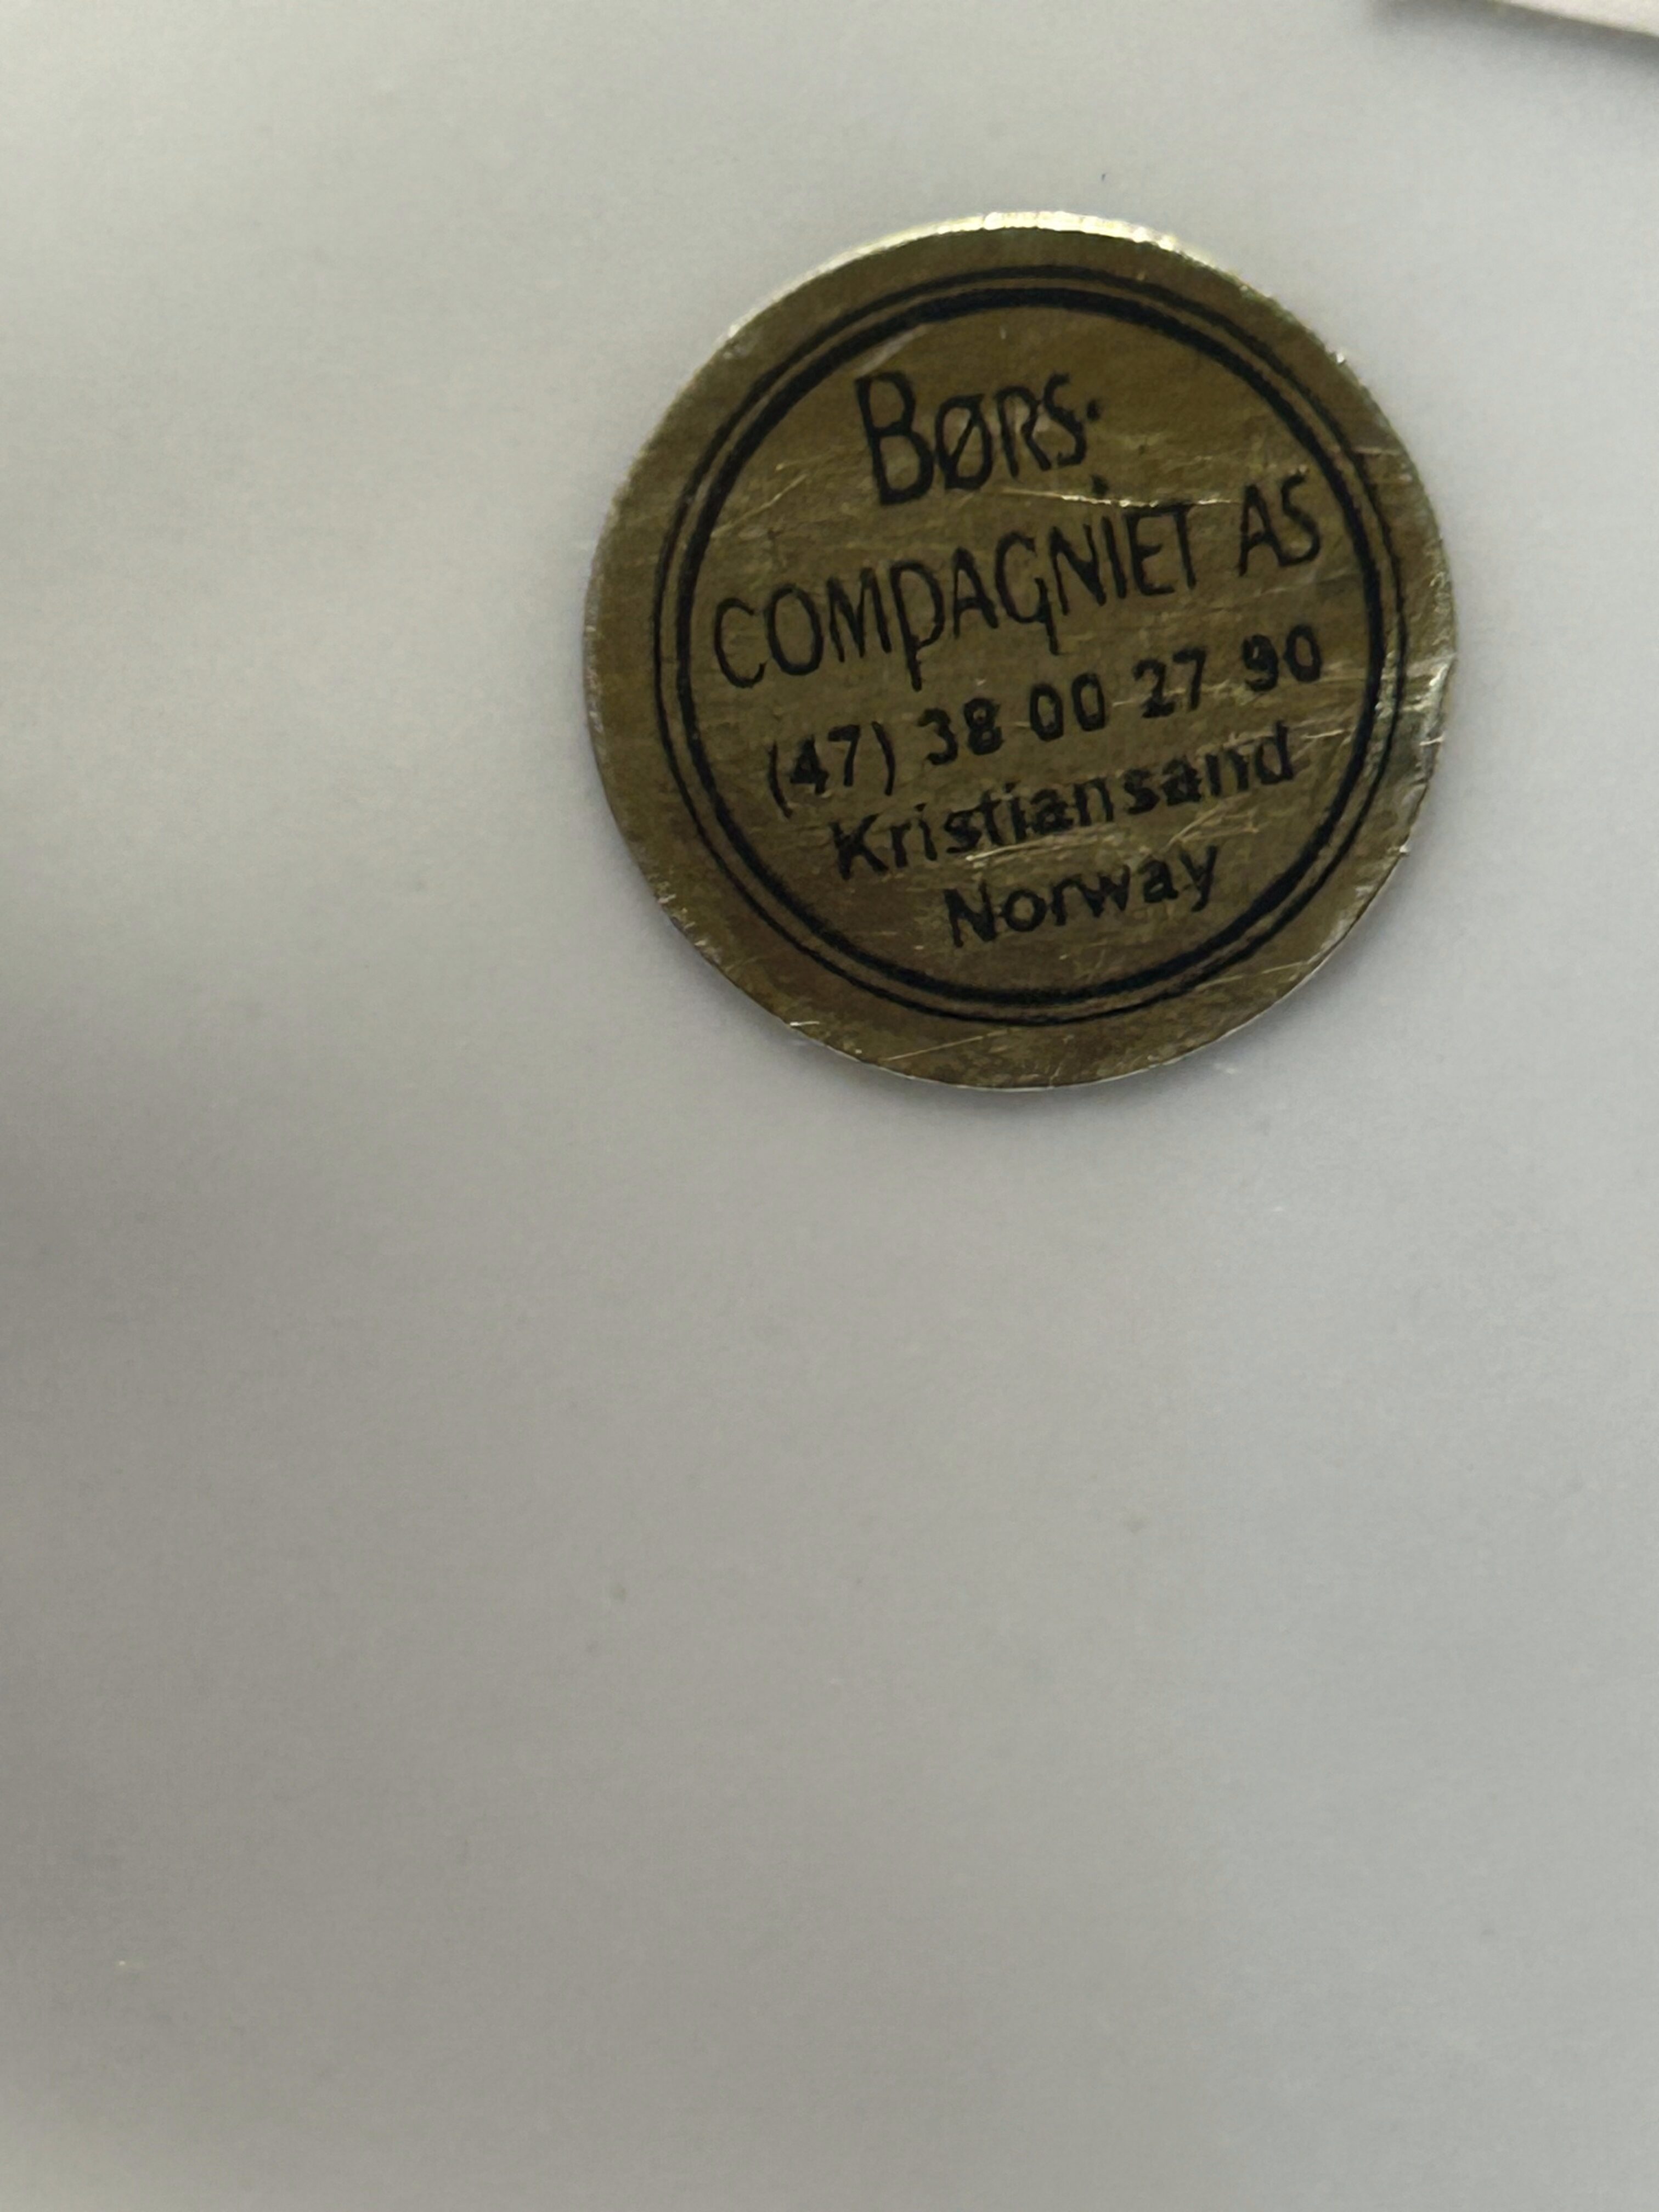 BØRS·
COMPAGNIET AS
(47) 38 00 27 90
Kristiansand
Norway